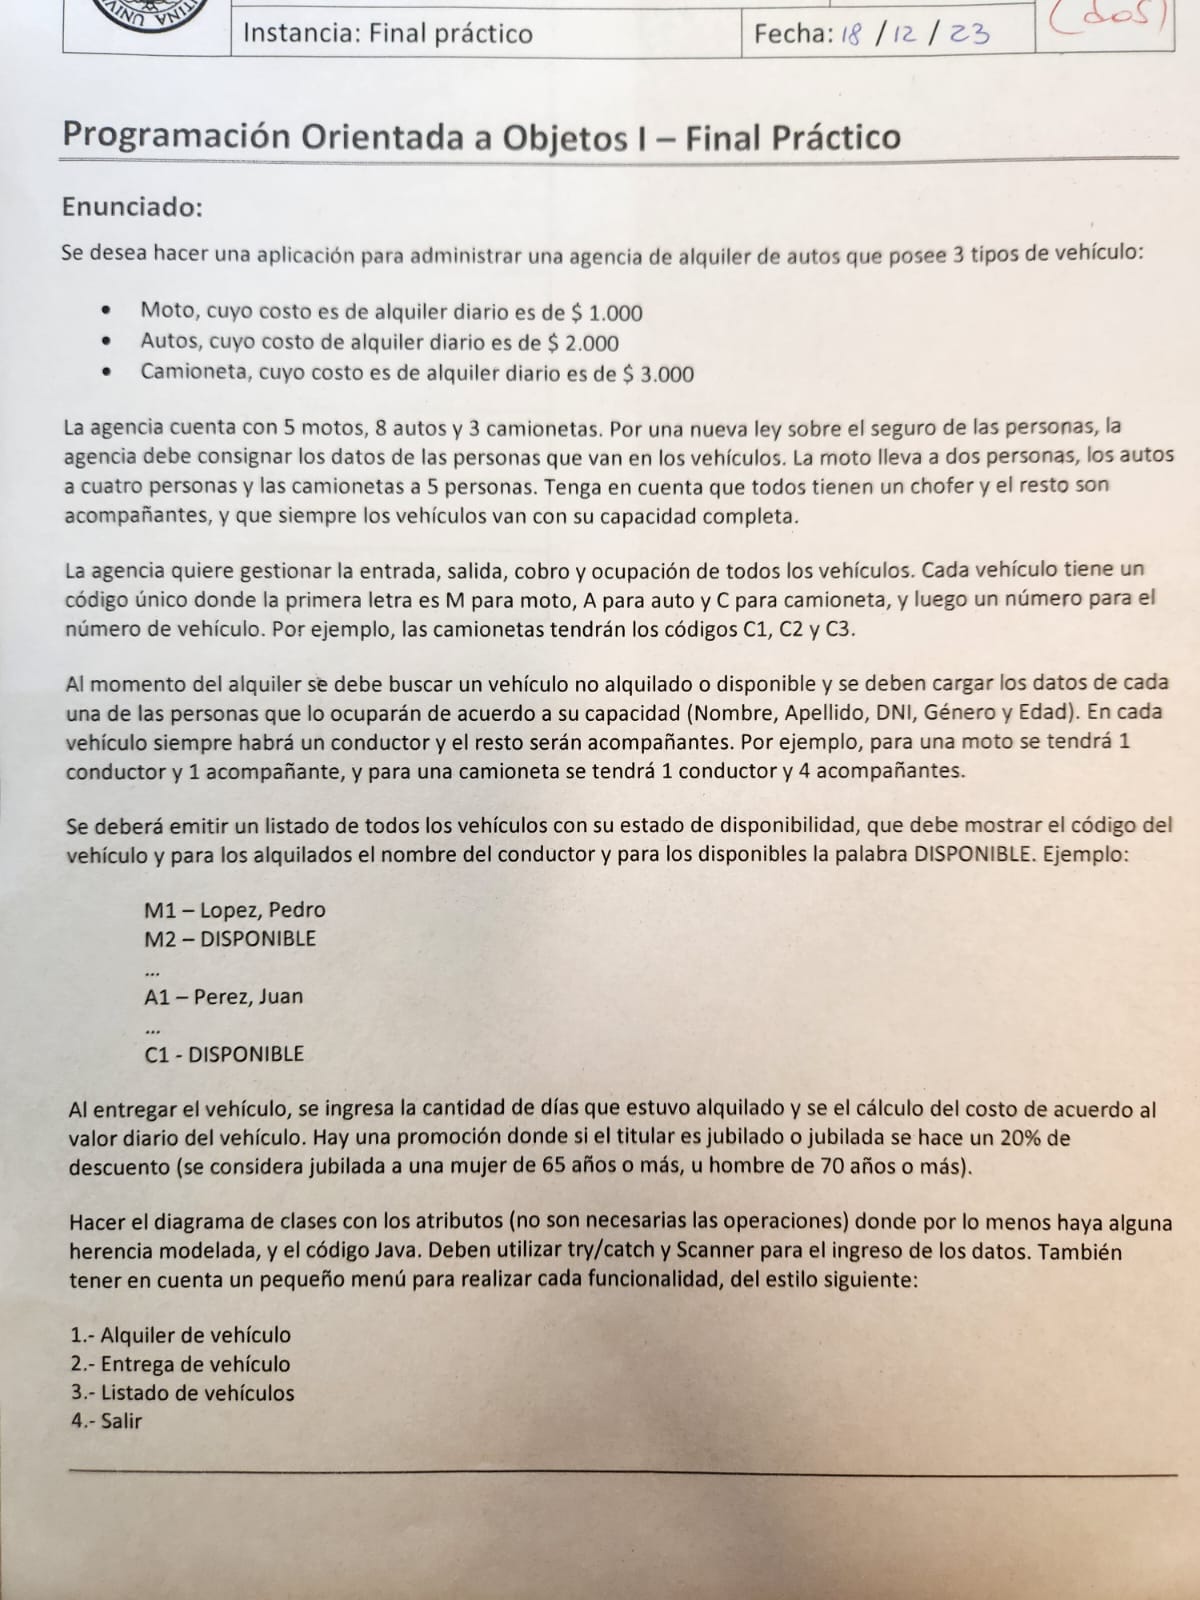 Instancia: Final práctico
Fecha: 18 / 12 / 23
(dos)
Programación Orientada a Objetos I – Final Práctico
Enunciado:
Se desea hacer una aplicación para administrar una agencia de alquiler de autos que posee 3 tipos de vehículo:
• Moto, cuyo costo es de alquiler diario es de $ 1.000
• Autos, cuyo costo de alquiler diario es de $ 2.000
• Camioneta, cuyo costo es de alquiler diario es de $ 3.000
La agencia cuenta con 5 motos, 8 autos y 3 camionetas. Por una nueva ley sobre el seguro de las personas, la
agencia debe consignar los datos de las personas que van en los vehículos. La moto lleva a dos personas, los autos
a cuatro personas y las camionetas a 5 personas. Tenga en cuenta que todos tienen un chofer y el resto son
acompañantes, y que siempre los vehículos van con su capacidad completa.
La agencia quiere gestionar la entrada, salida, cobro y ocupación de todos los vehículos. Cada vehículo tiene un
código único donde la primera letra es M para moto, A para auto y C para camioneta, y luego un número para el
número de vehículo. Por ejemplo, las camionetas tendrán los códigos C1, C2 y C3.
Al momento del alquiler se debe buscar un vehículo no alquilado o disponible y se deben cargar los datos de cada
una de las personas que lo ocuparán de acuerdo a su capacidad (Nombre, Apellido, DNI, Género y Edad). En cada
vehículo siempre habrá un conductor y el resto serán acompañantes. Por ejemplo, para una moto se tendrá 1
conductor y 1 acompañante, y para una camioneta se tendrá 1 conductor y 4 acompañantes.
Se deberá emitir un listado de todos los vehículos con su estado de disponibilidad, que debe mostrar el código del
vehículo y para los alquilados el nombre del conductor y para los disponibles la palabra DISPONIBLE. Ejemplo:
M1 – Lopez, Pedro
M2 – DISPONIBLE
...
A1 – Perez, Juan
...
C1 - DISPONIBLE
Al entregar el vehículo, se ingresa la cantidad de días que estuvo alquilado y se el cálculo del costo de acuerdo al
valor diario del vehículo. Hay una promoción donde si el titular es jubilado o jubilada se hace un 20% de
descuento (se considera jubilada a una mujer de 65 años o más, u hombre de 70 años o más).
Hacer el diagrama de clases con los atributos (no son necesarias las operaciones) donde por lo menos haya alguna
herencia modelada, y el código Java. Deben utilizar try/catch y Scanner para el ingreso de los datos. También
tener en cuenta un pequeño menú para realizar cada funcionalidad, del estilo siguiente:
1.- Alquiler de vehículo
2.- Entrega de vehículo
3.- Listado de vehículos
4.- Salir